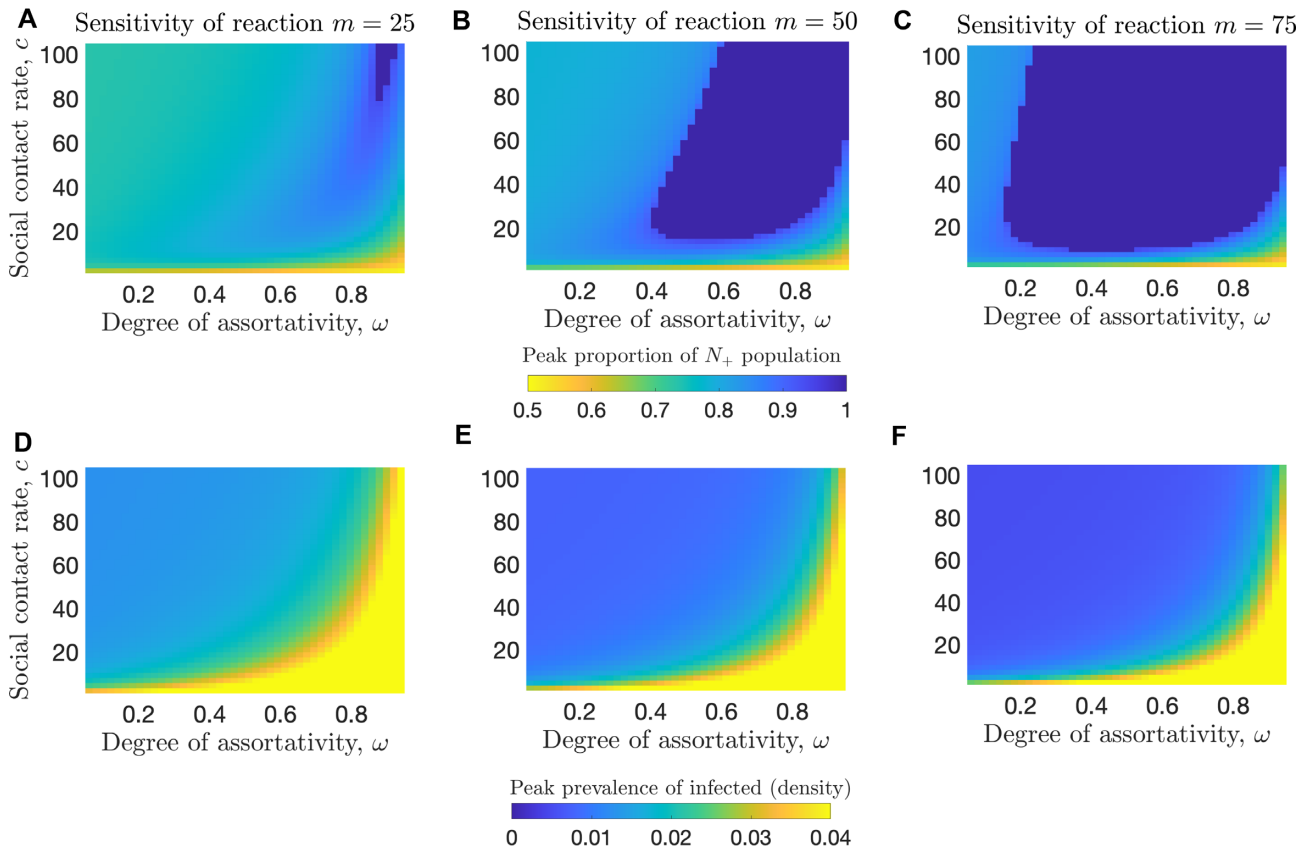 A Sensitivity of reaction m = 25
Social contact rate, c
100
80
60
40
20
0.2 0.4 0.6 0.8
Degree of assortativity, ω
B Sensitivity of reaction m = 50
100
80
60
40
20
0.2 0.4 0.6 0.8
Degree of assortativity, ω
C Sensitivity of reaction m = 75
100
80
60
40
20
0.2 0.4 0.6 0.8
Degree of assortativity, ω
Peak proportion of N₊ population
0.5 0.6 0.7 0.8 0.9 1
D
Social contact rate, c
100
80
60
40
20
0.2 0.4 0.6 0.8
Degree of assortativity, ω
E
100
80
60
40
20
0.2 0.4 0.6 0.8
Degree of assortativity, ω
F
100
80
60
40
20
0.2 0.4 0.6 0.8
Degree of assortativity, ω
Peak prevalence of infected (density)
0 0.01 0.02 0.03 0.04